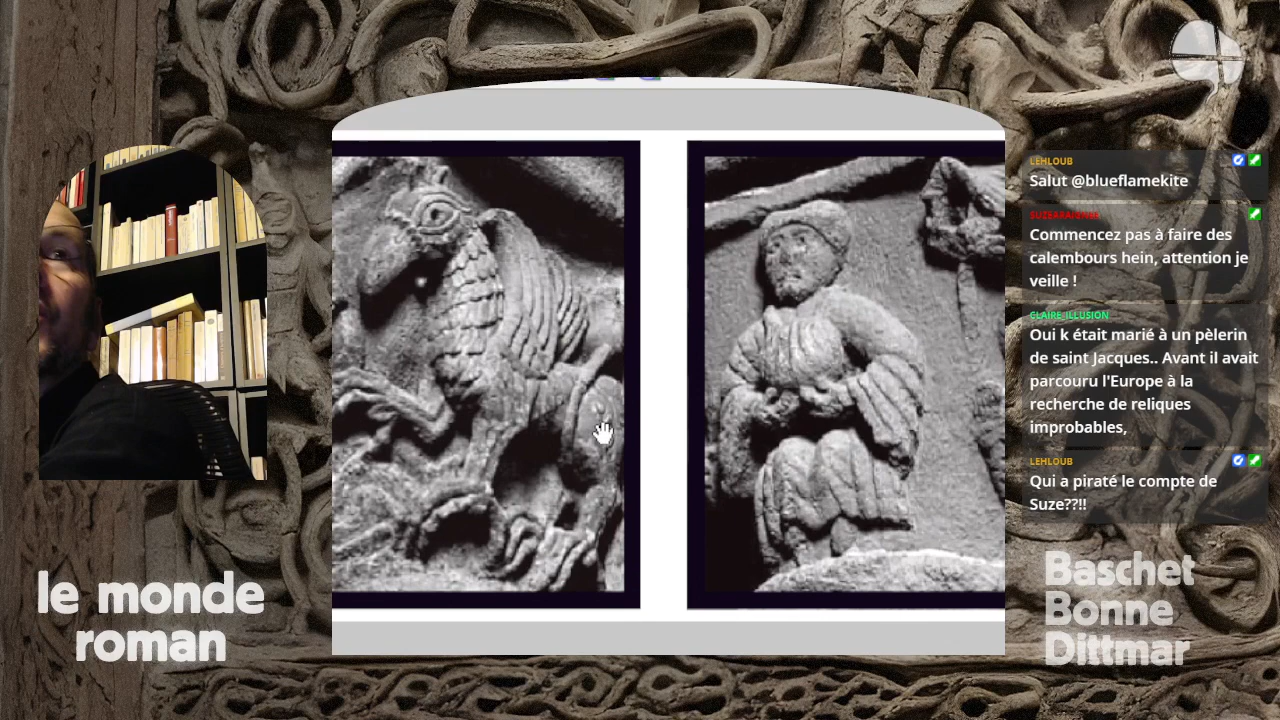 LEHLOUB
Salut @blueflamekite
SUZERAIGNEE
Commencez pas à faire des
calembours hein, attention je
veille !
CLAIRE_ILLUSION
Oui k était marié à un pèlerin
de saint Jacques.. Avant il avait
parcouru l'Europe à la
recherche de reliques
improbables,
LEHLOUB
Qui a piraté le compte de
Suze??!!
le monde
roman
Baschet
Bonne
Dittmar